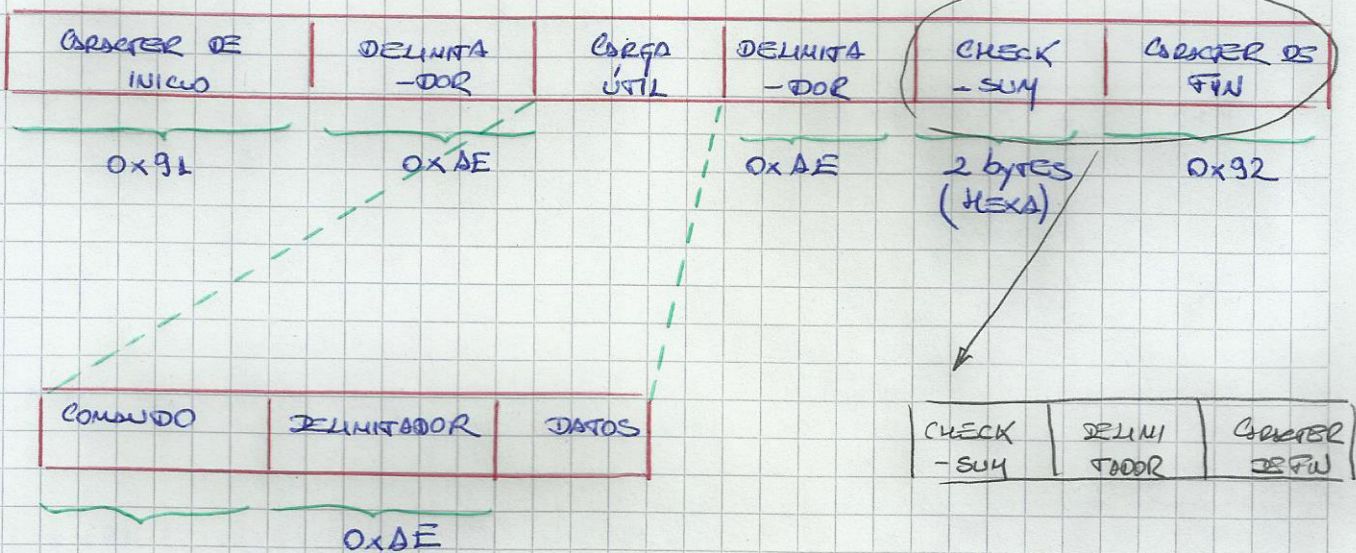 CARACTER DE INICIO
DELIMITA -DOR
CARGA ÚTIL
DELIMITA -DOR
CHECK -SUM
CARACTER DE FIN
0x91
0xAE
0xAE
2 bytes (HEXA)
0x92
COMANDO
DELIMITADOR
DATOS
CHECK -SUM
DELIMI TADOR
CARACTER DE FIN
0xAE